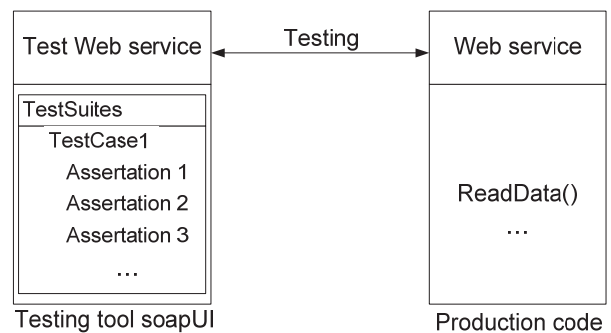 Test Web service
Testing
Web service
TestSuites
TestCase1
Assertation 1
Assertation 2
Assertation 3
...
ReadData()
...
Testing tool soapUI
Production code